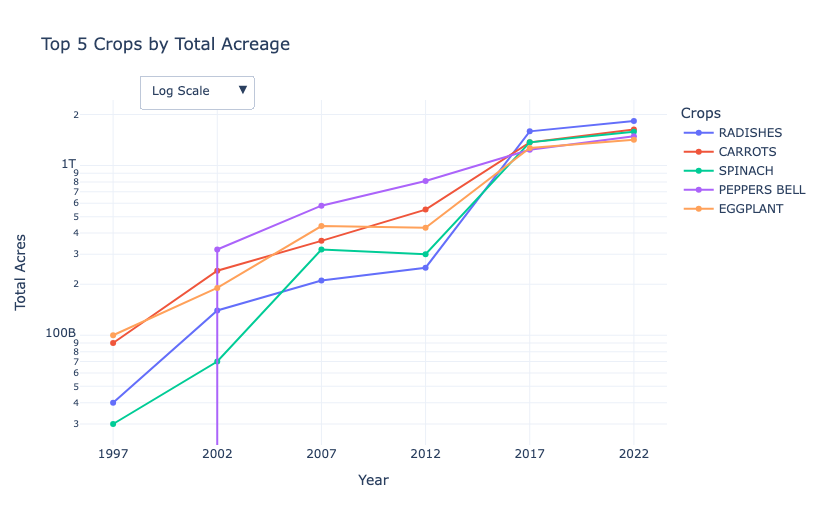 Top 5 Crops by Total Acreage
Log Scale ▼
Crops
RADISHES
CARROTS
SPINACH
PEPPERS BELL
EGGPLANT
Total Acres
2
1T
9
8
7
6
5
4
3
2
100B
9
8
7
6
5
4
3
1997 2002 2007 2012 2017 2022
Year